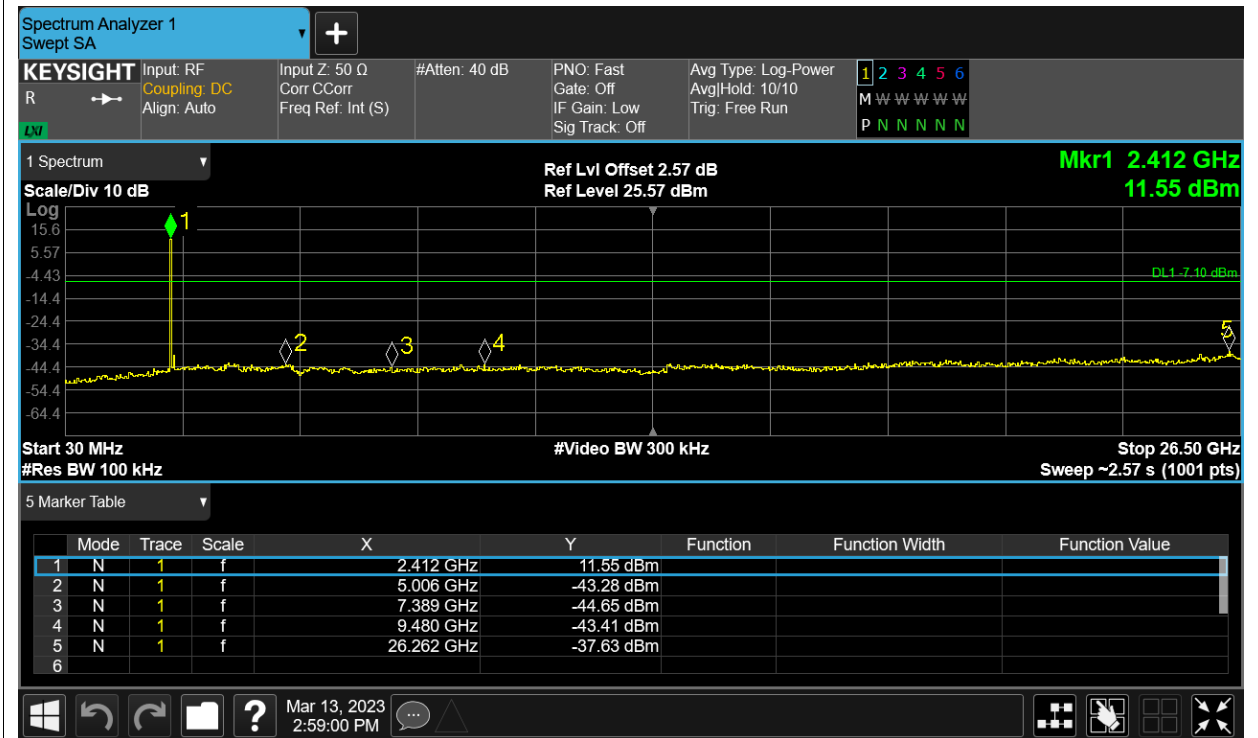 Spectrum Analyzer 1
Swept SA
KEYSIGHT Input: RF Input Z: 50 Ω #Atten: 40 dB PNO: Fast Avg Type: Log-Power 1 2 3 4 5 6
R Coupling: DC Corr CCorr Gate: Off Avg|Hold: 10/10 M W W W W W W
Align: Auto Freq Ref: Int (S) IF Gain: Low Trig: Free Run
LXI Sig Track: Off P N N N N N N
1 Spectrum Ref Lvl Offset 2.57 dB Mkr1 2.412 GHz
Scale/Div 10 dB Ref Level 25.57 dBm 11.55 dBm
Log
15.6
5.57
-4.43
-14.4
-24.4
-34.4
-44.4
-54.4
-64.4
1
2
3
4
5
DL1 -7.10 dBm
Start 30 MHz #Video BW 300 kHz Stop 26.50 GHz
#Res BW 100 kHz Sweep ~2.57 s (1001 pts)
5 Marker Table
Mode Trace Scale X Y Function Function Width Function Value
1 N 1 f 2.412 GHz 11.55 dBm
2 N 1 f 5.006 GHz -43.28 dBm
3 N 1 f 7.389 GHz -44.65 dBm
4 N 1 f 9.480 GHz -43.41 dBm
5 N 1 f 26.262 GHz -37.63 dBm
6
? Mar 13, 2023
2:59:00 PM